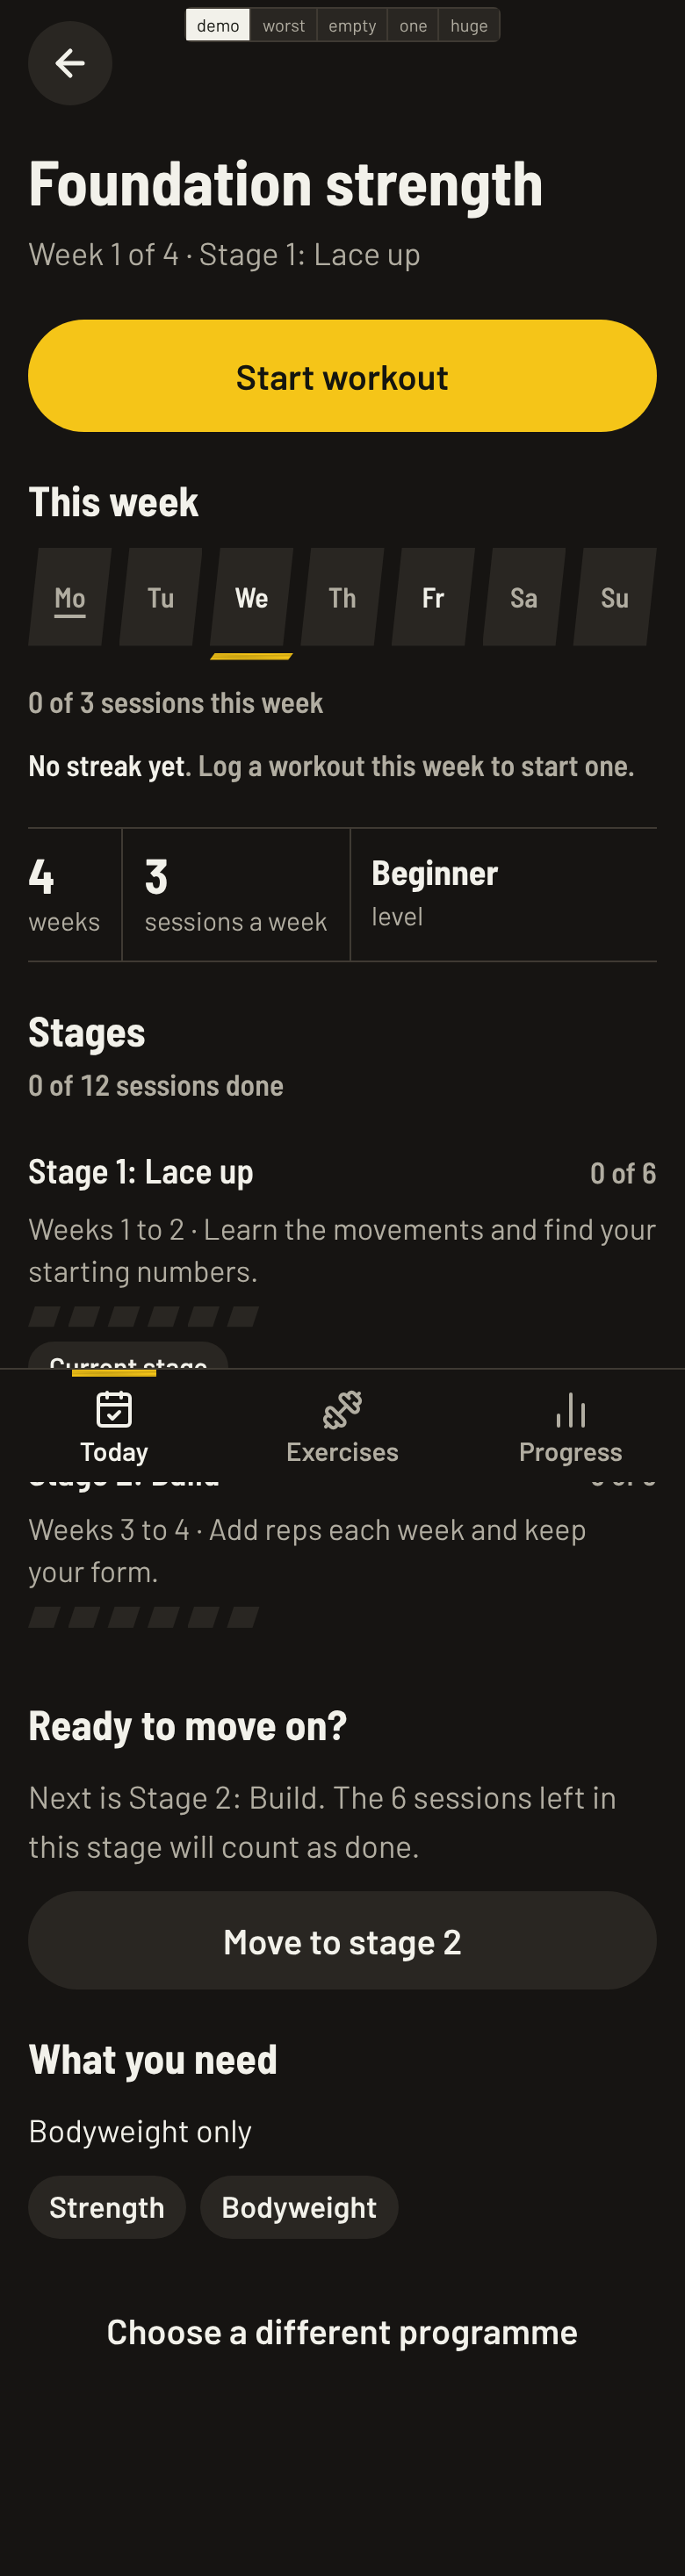 demo worst empty one huge
Foundation strength
Week 1 of 4 · Stage 1: Lace up
Start workout
This week
Mo Tu We Th Fr Sa Su
0 of 3 sessions this week
No streak yet. Log a workout this week to start one.
4 3 Beginner
weeks sessions a week level
Stages
0 of 12 sessions done
Stage 1: Lace up 0 of 6
Weeks 1 to 2 · Learn the movements and find your
starting numbers.
Current stage
Today Exercises Progress
Stage 2: Build
Weeks 3 to 4 · Add reps each week and keep
your form.
Ready to move on?
Next is Stage 2: Build. The 6 sessions left in
this stage will count as done.
Move to stage 2
What you need
Bodyweight only
Strength Bodyweight
Choose a different programme